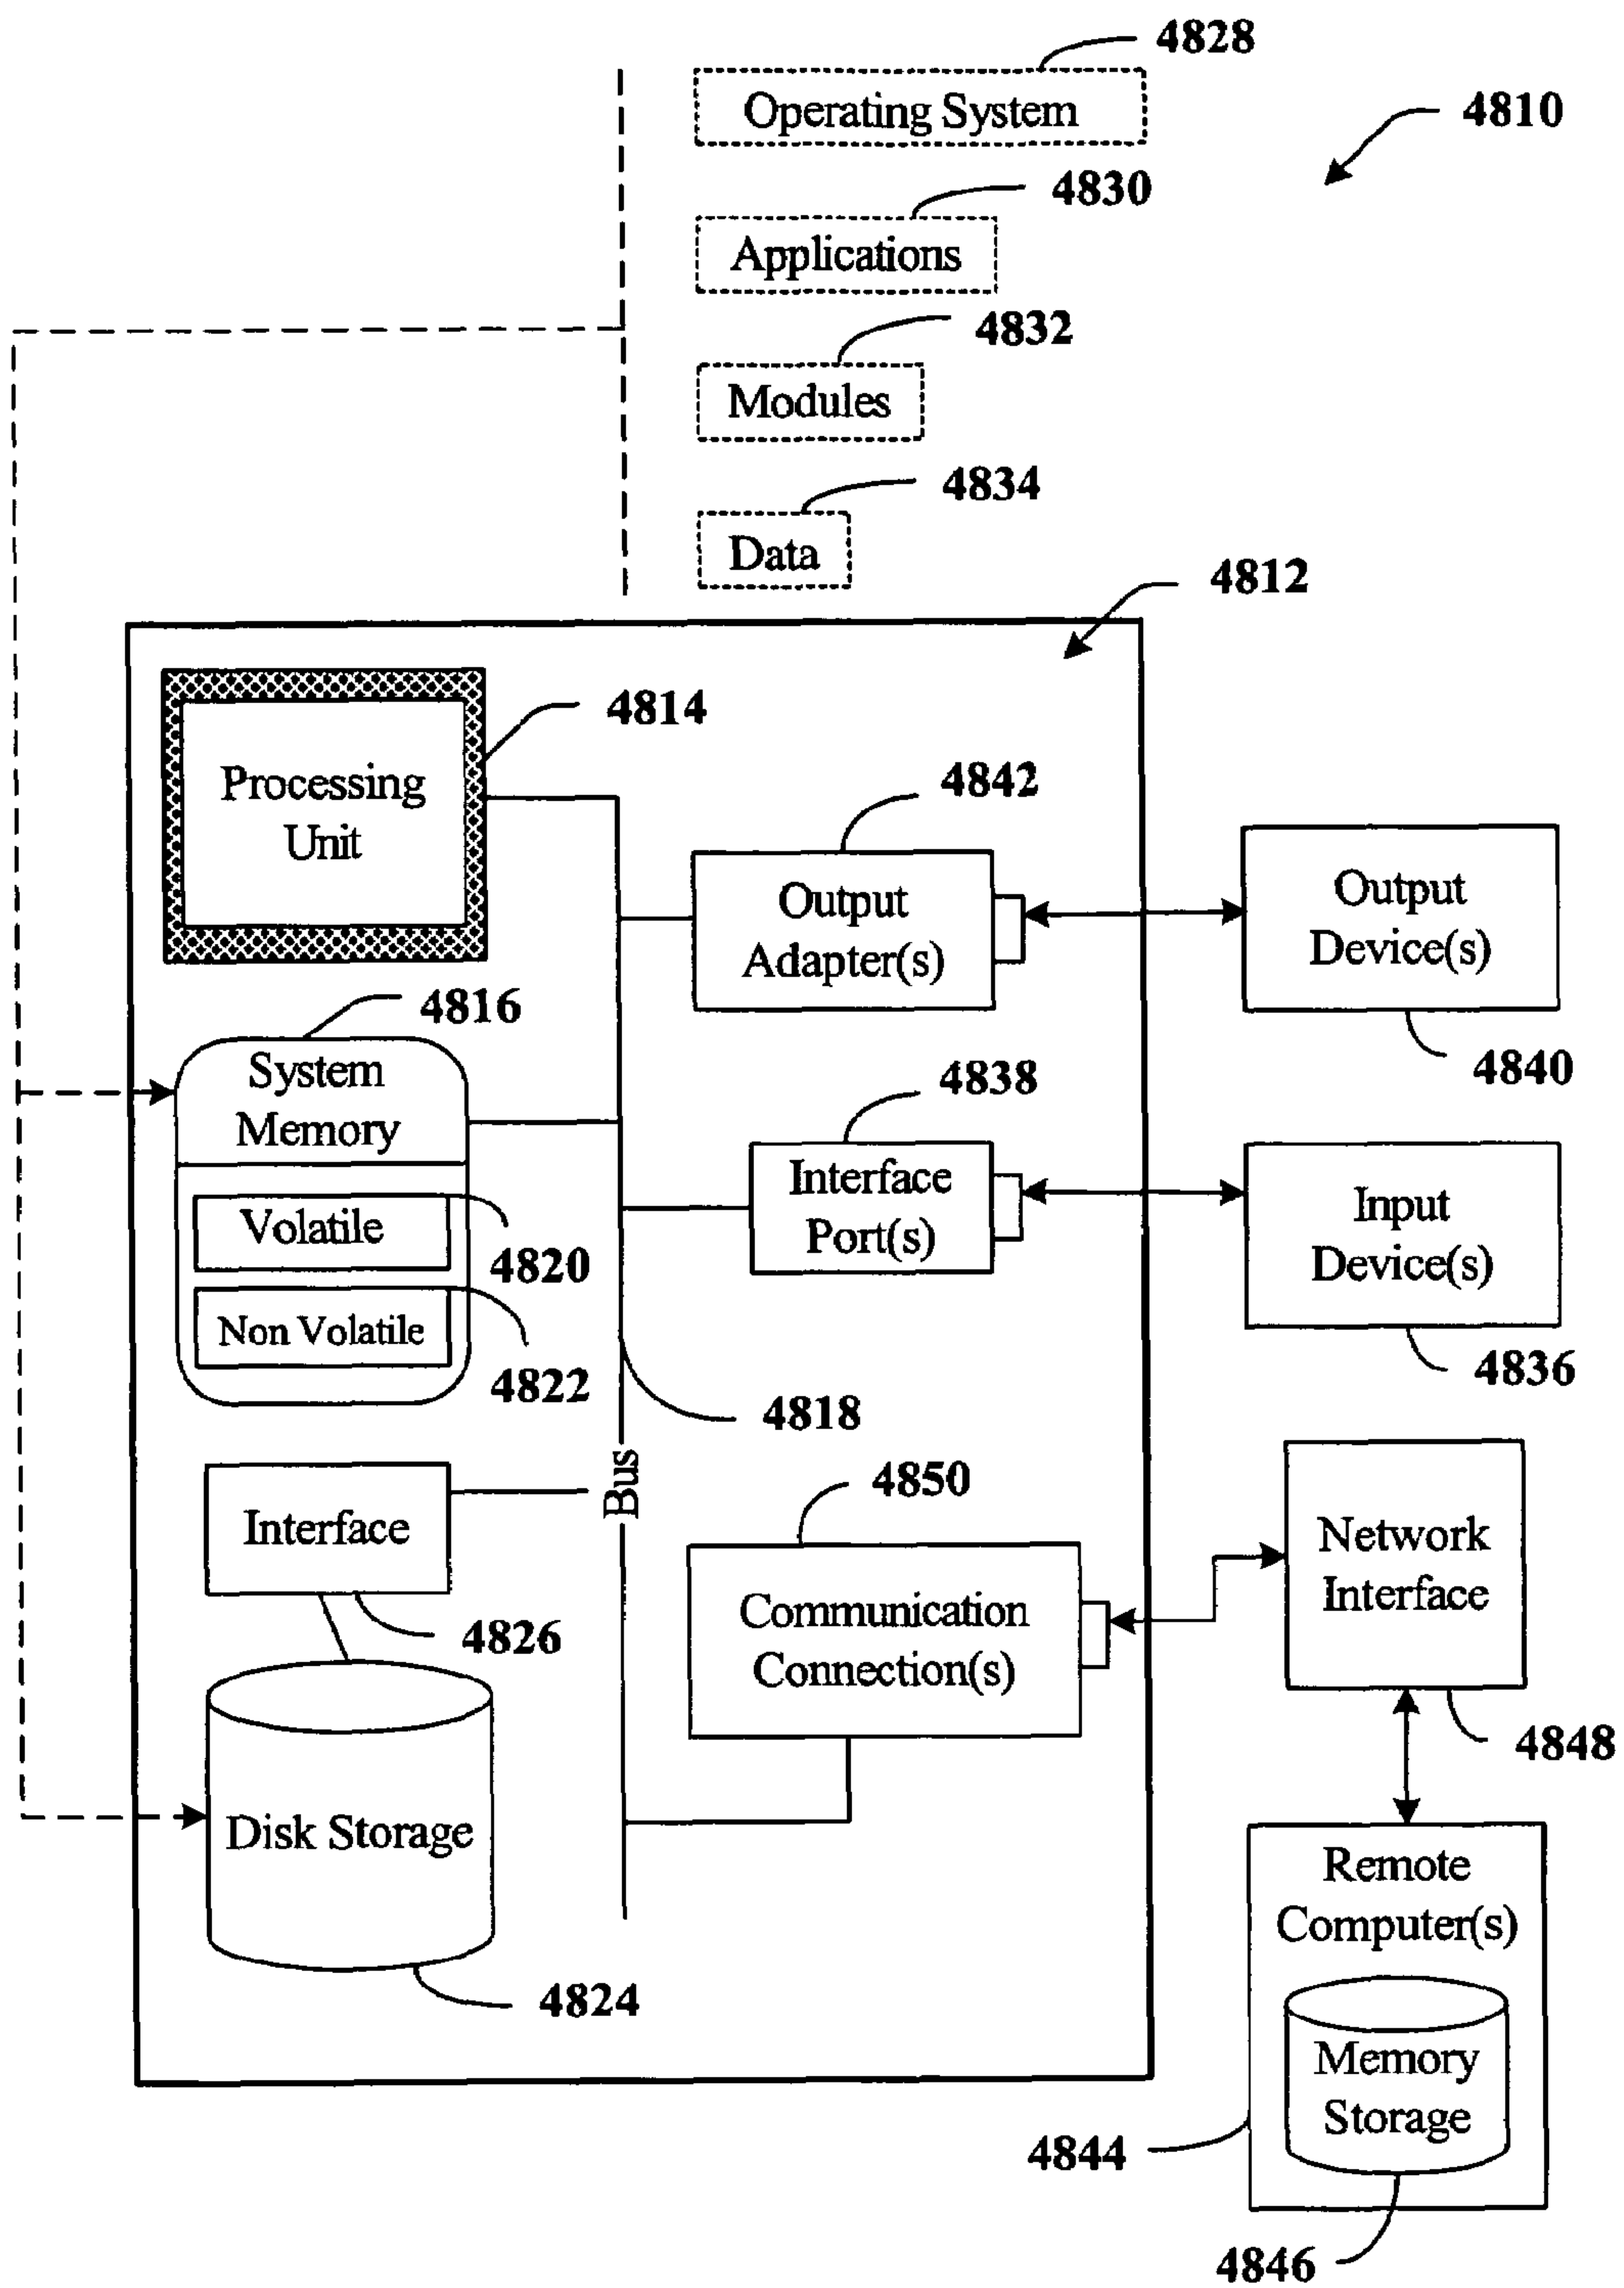 4828
Operating System
4810
4830
Applications
4832
Modules
4834
Data
4812
4814
Processing
Unit
4842
Output
Adapter(s)
Output
Device(s)
4840
4816
System
Memory
4838
Interface
Port(s)
Input
Device(s)
4836
Volatile
4820
Non Volatile
4822
4818
Bus
4850
Interface
4826
Communication
Connection(s)
Network
Interface
4848
Disk Storage
4824
Remote
Computer(s)
Memory
Storage
4844
4846